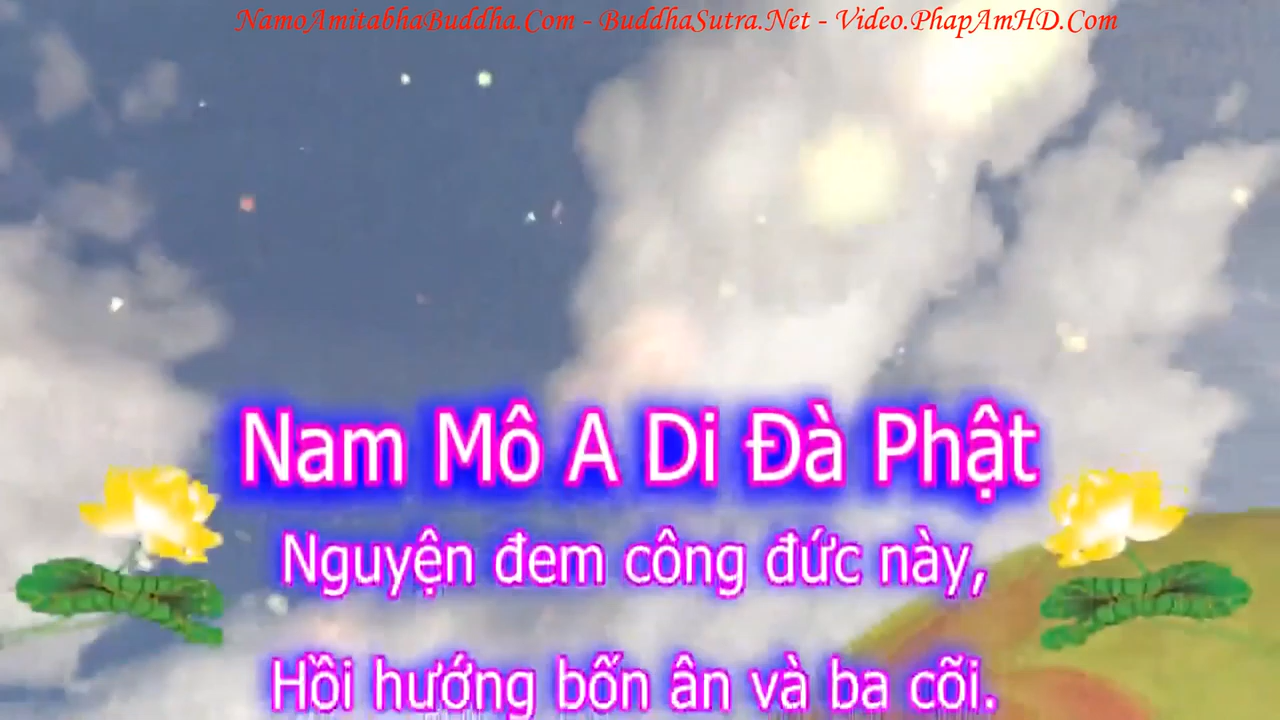 NamoAmitabhaBuddha.Com - BuddhaSutra.Net - Video.PhapAmHD.Com
Nam Mô A Di Đà Phật
Nguyện đem công đức này,
Hồi hướng bốn ân và ba cõi.